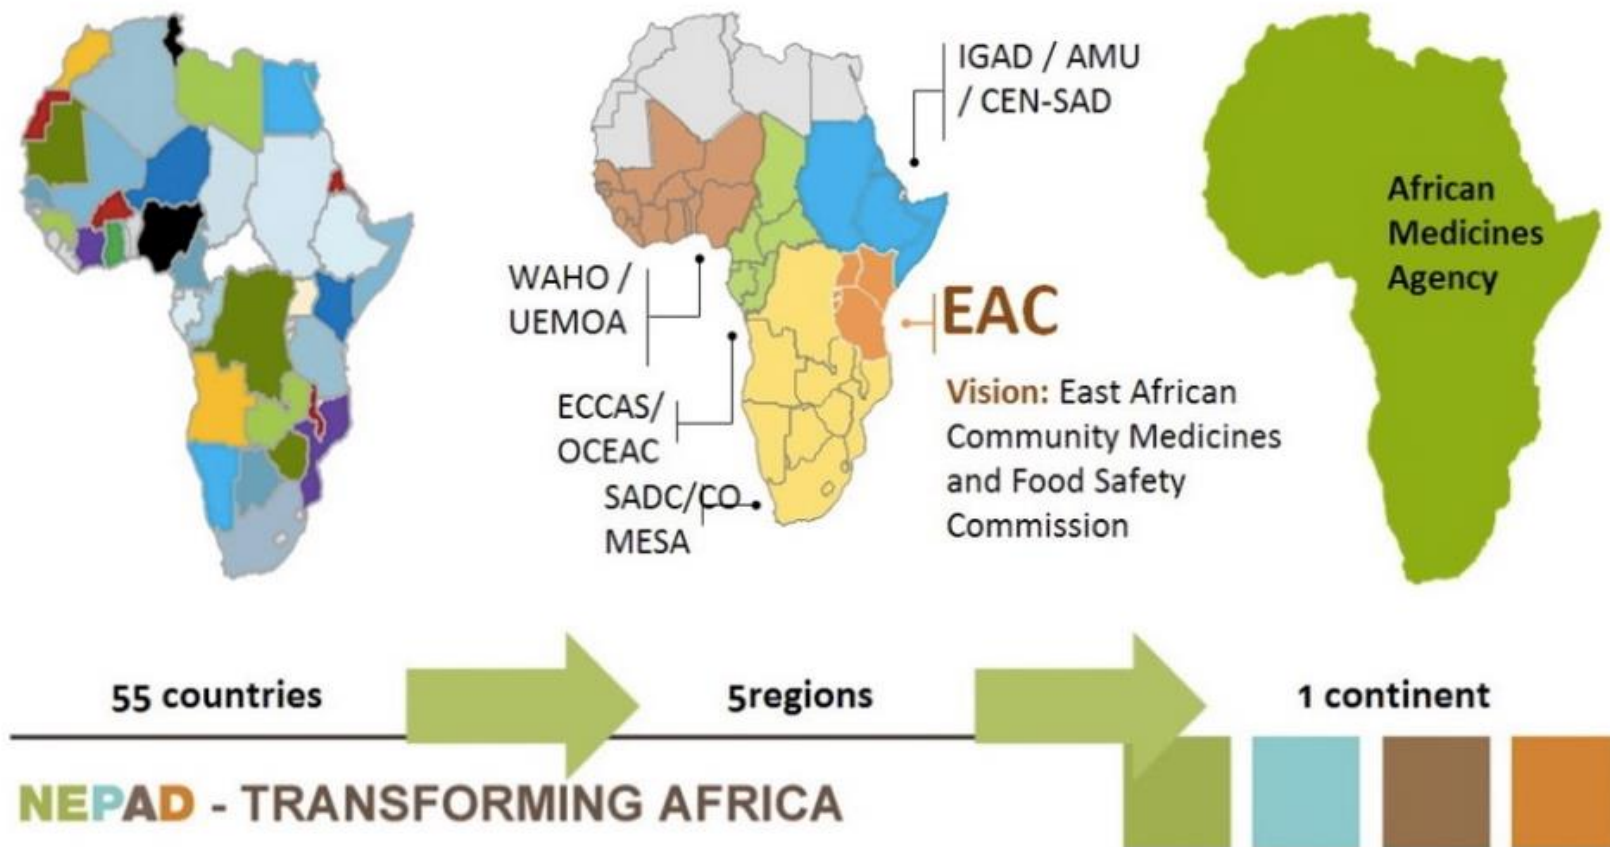 IGAD / AMU
/ CEN-SAD
WAHO /
UEMOA
ECCAS/
OCEAC
SADC/CO
MESA
EAC
Vision: East African
Community Medicines
and Food Safety
Commission
African
Medicines
Agency
55 countries
5regions
1 continent
NEPAD - TRANSFORMING AFRICA